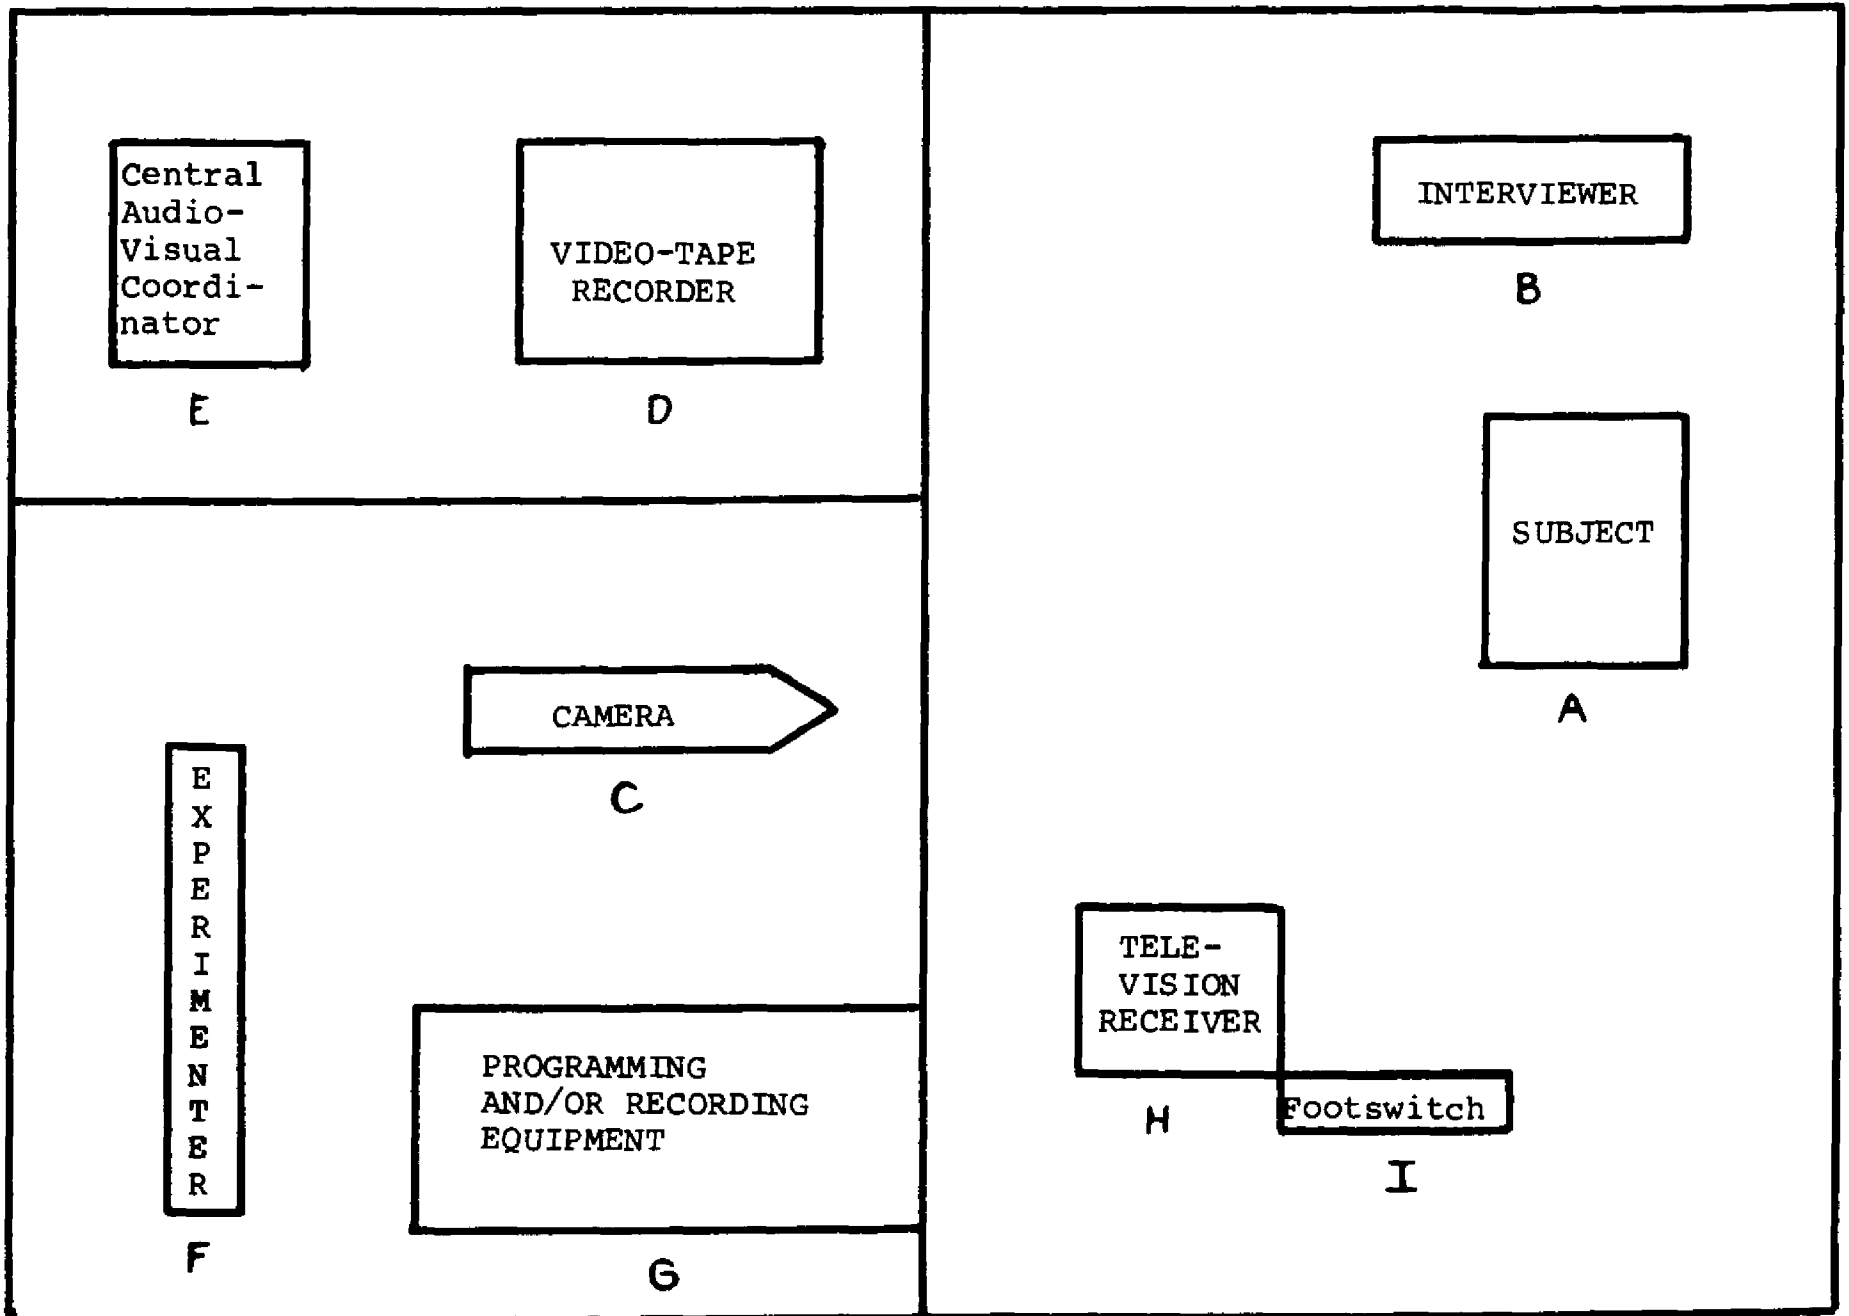 Central
Audio-
Visual
Coordi-
nator
E
VIDEO-TAPE
RECORDER
D
INTERVIEWER
B
SUBJECT
A
CAMERA
C
E
X
P
E
R
I
M
E
N
T
E
R
F
PROGRAMMING
AND/OR RECORDING
EQUIPMENT
G
TELE-
VISION
RECEIVER
H
Footswitch
I